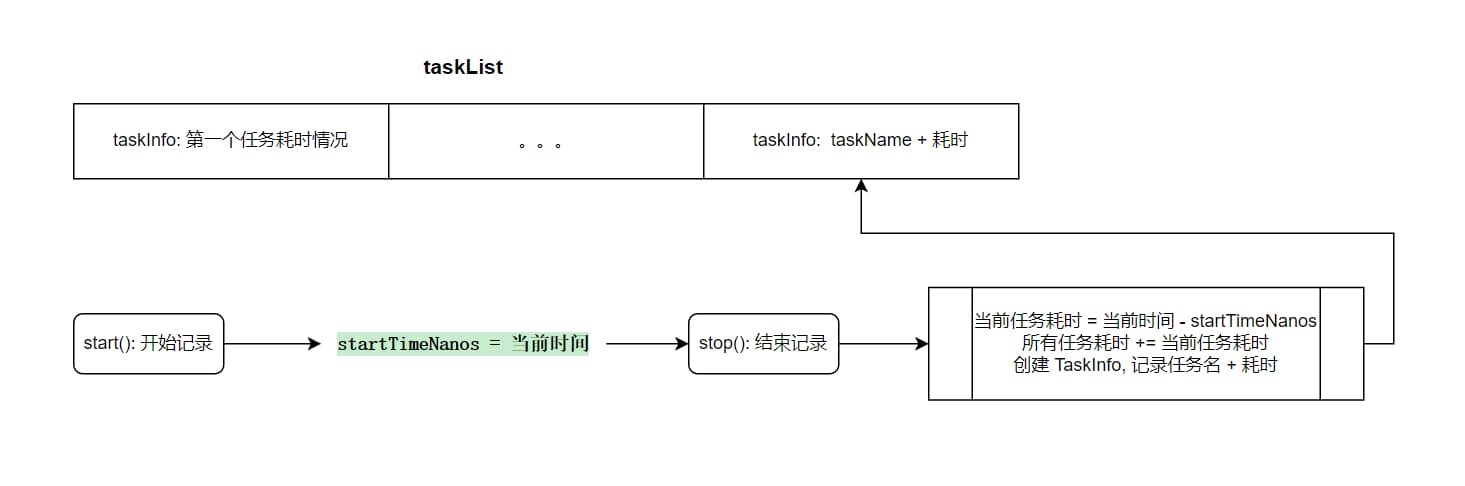 taskList
taskInfo: 第一个任务耗时情况
。。。
taskInfo:  taskName + 耗时
start(): 开始记录
startTimeNanos = 当前时间
stop(): 结束记录
当前任务耗时 = 当前时间 - startTimeNanos
所有任务耗时 += 当前任务耗时
创建 TaskInfo, 记录任务名 + 耗时